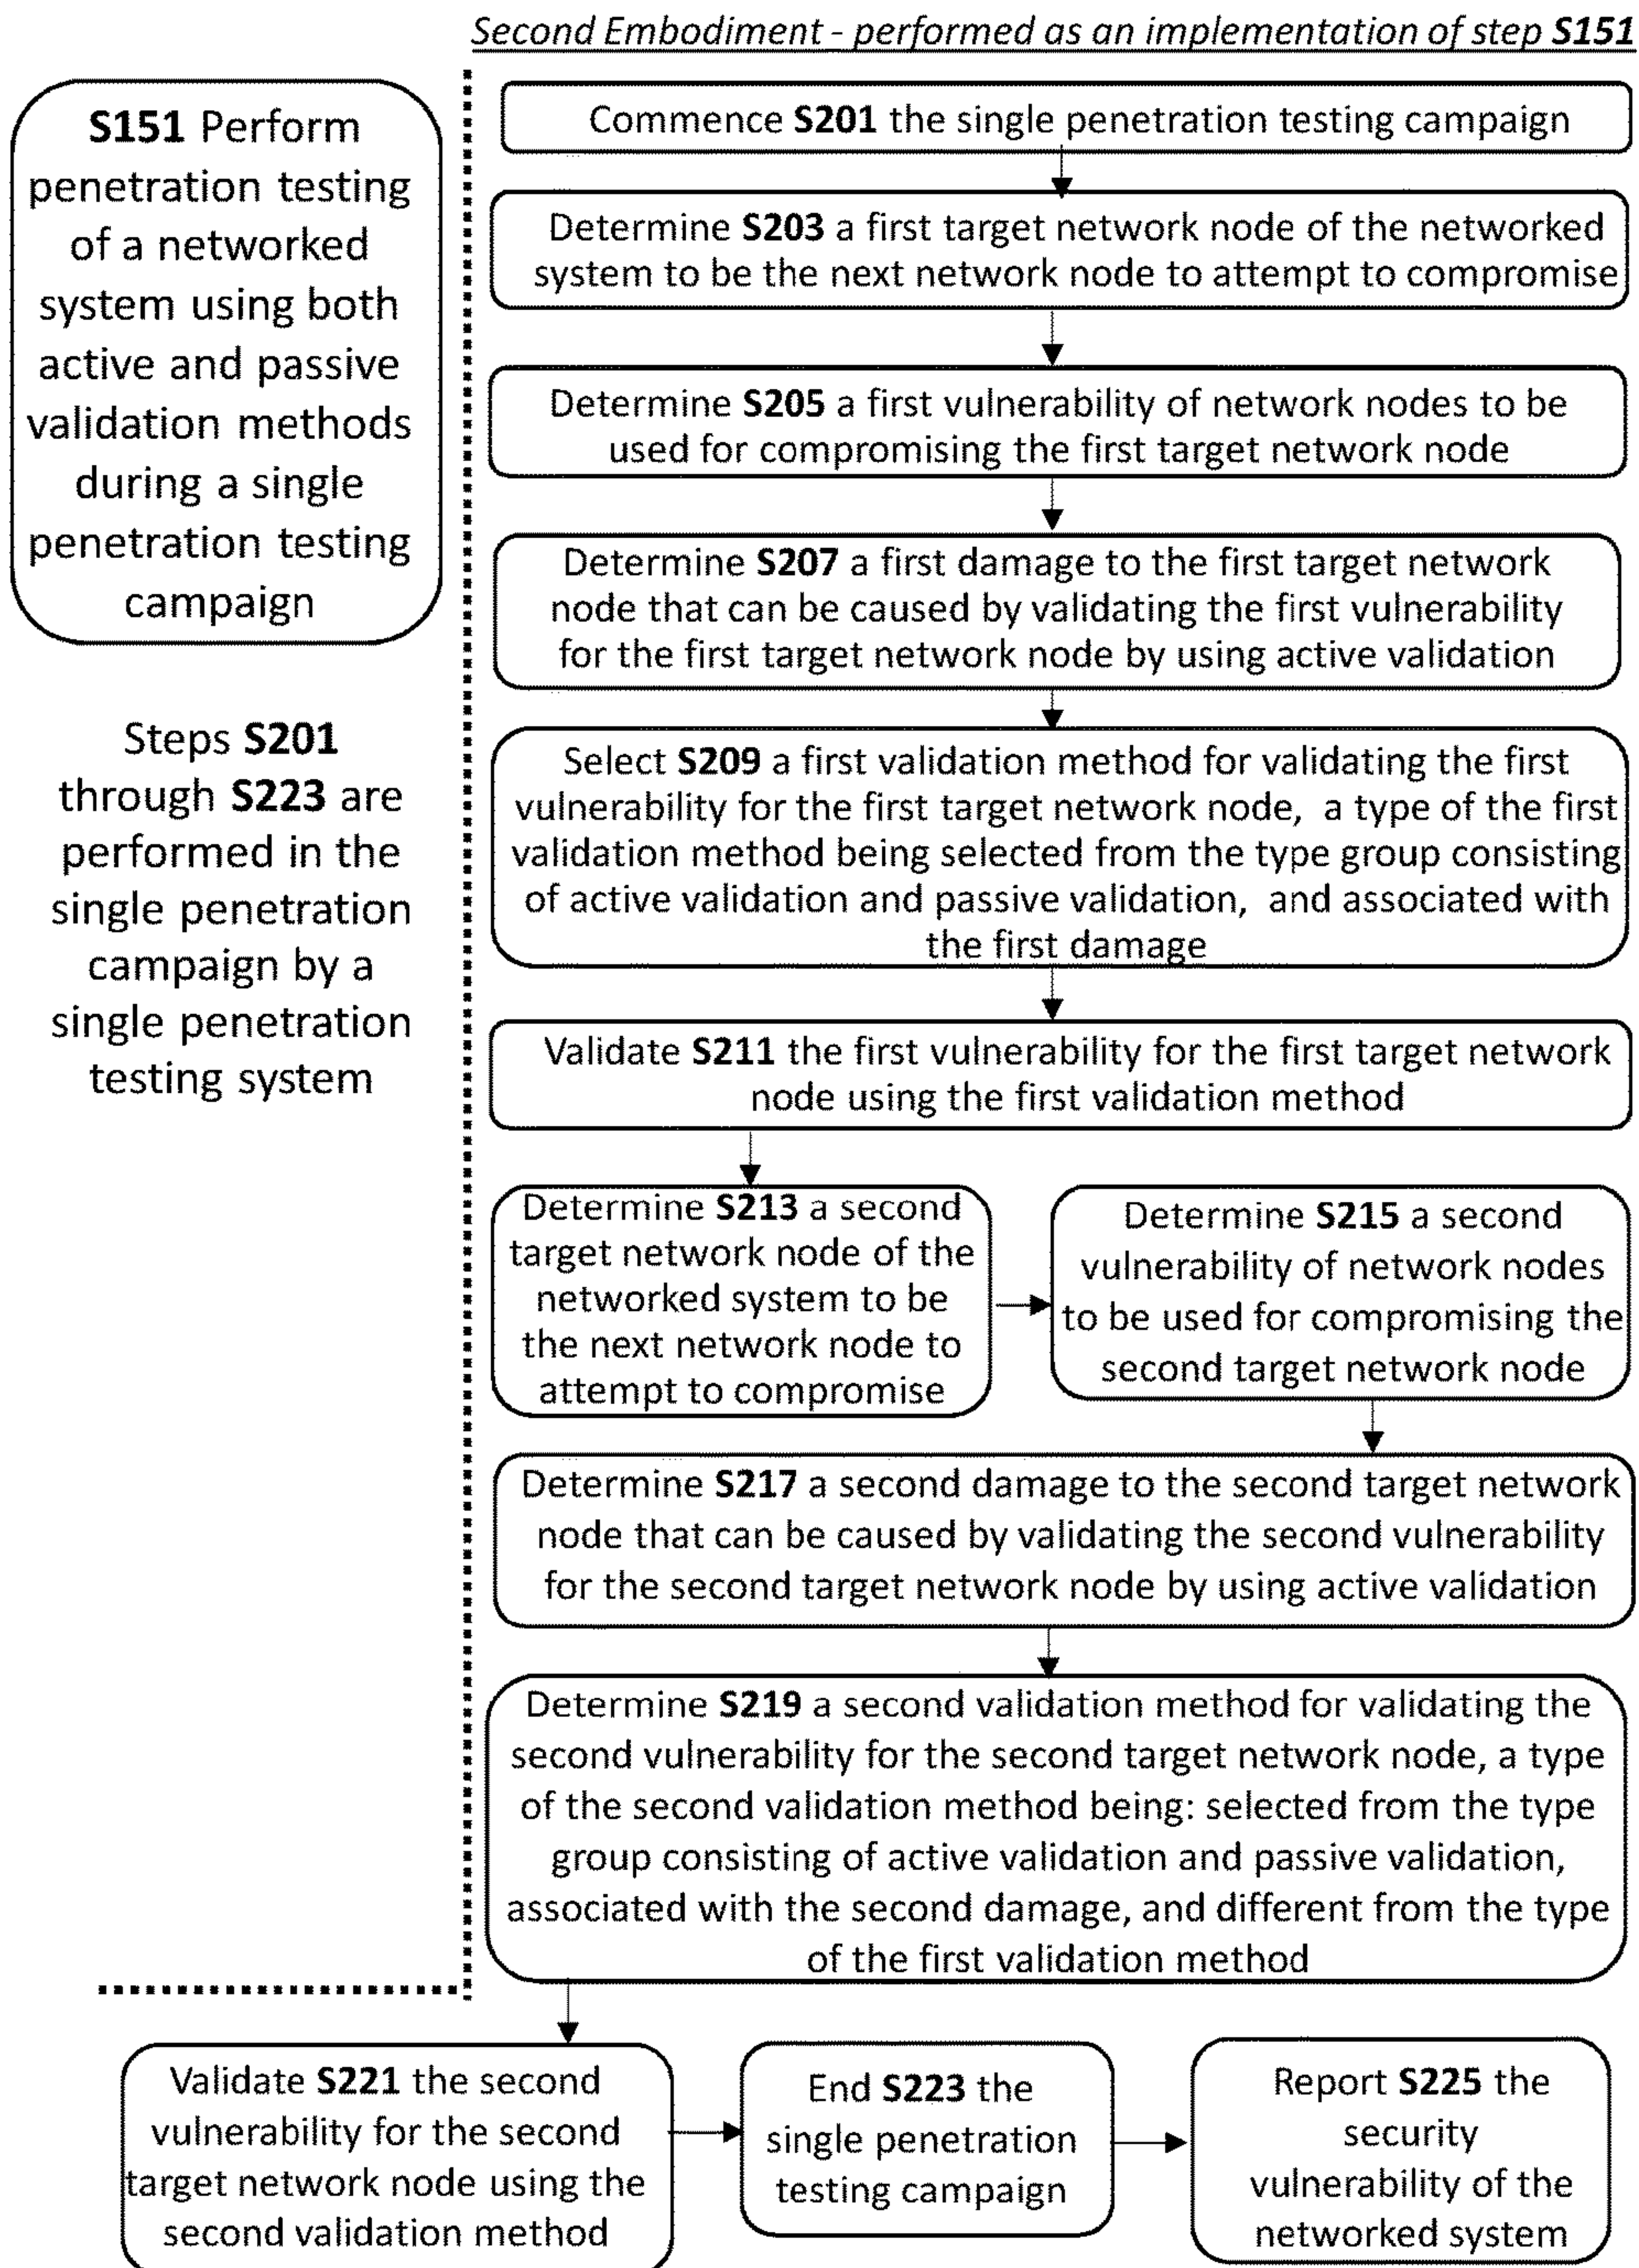 Second Embodiment - performed as an implementation of step S151
S151 Perform
penetration testing
of a networked
system using both
active and passive
validation methods
during a single
penetration testing
campaign
Steps S201
through S223 are
performed in the
single penetration
campaign by a
single penetration
testing system
Commence S201 the single penetration testing campaign
Determine S203 a first target network node of the networked
system to be the next network node to attempt to compromise
Determine S205 a first vulnerability of network nodes to be
used for compromising the first target network node
Determine S207 a first damage to the first target network
node that can be caused by validating the first vulnerability
for the first target network node by using active validation
Select S209 a first validation method for validating the first
vulnerability for the first target network node, a type of the first
validation method being selected from the type group consisting
of active validation and passive validation, and associated with
the first damage
Validate S211 the first vulnerability for the first target network
node using the first validation method
Determine S213 a second
target network node of the
networked system to be
the next network node to
attempt to compromise
Determine S215 a second
vulnerability of network nodes
to be used for compromising the
second target network node
Determine S217 a second damage to the second target network
node that can be caused by validating the second vulnerability
for the second target network node by using active validation
Determine S219 a second validation method for validating the
second vulnerability for the second target network node, a type
of the second validation method being: selected from the type
group consisting of active validation and passive validation,
associated with the second damage, and different from the type
of the first validation method
Validate S221 the second
vulnerability for the second
target network node using the
second validation method
End S223 the
single penetration
testing campaign
Report S225 the
security
vulnerability of the
networked system